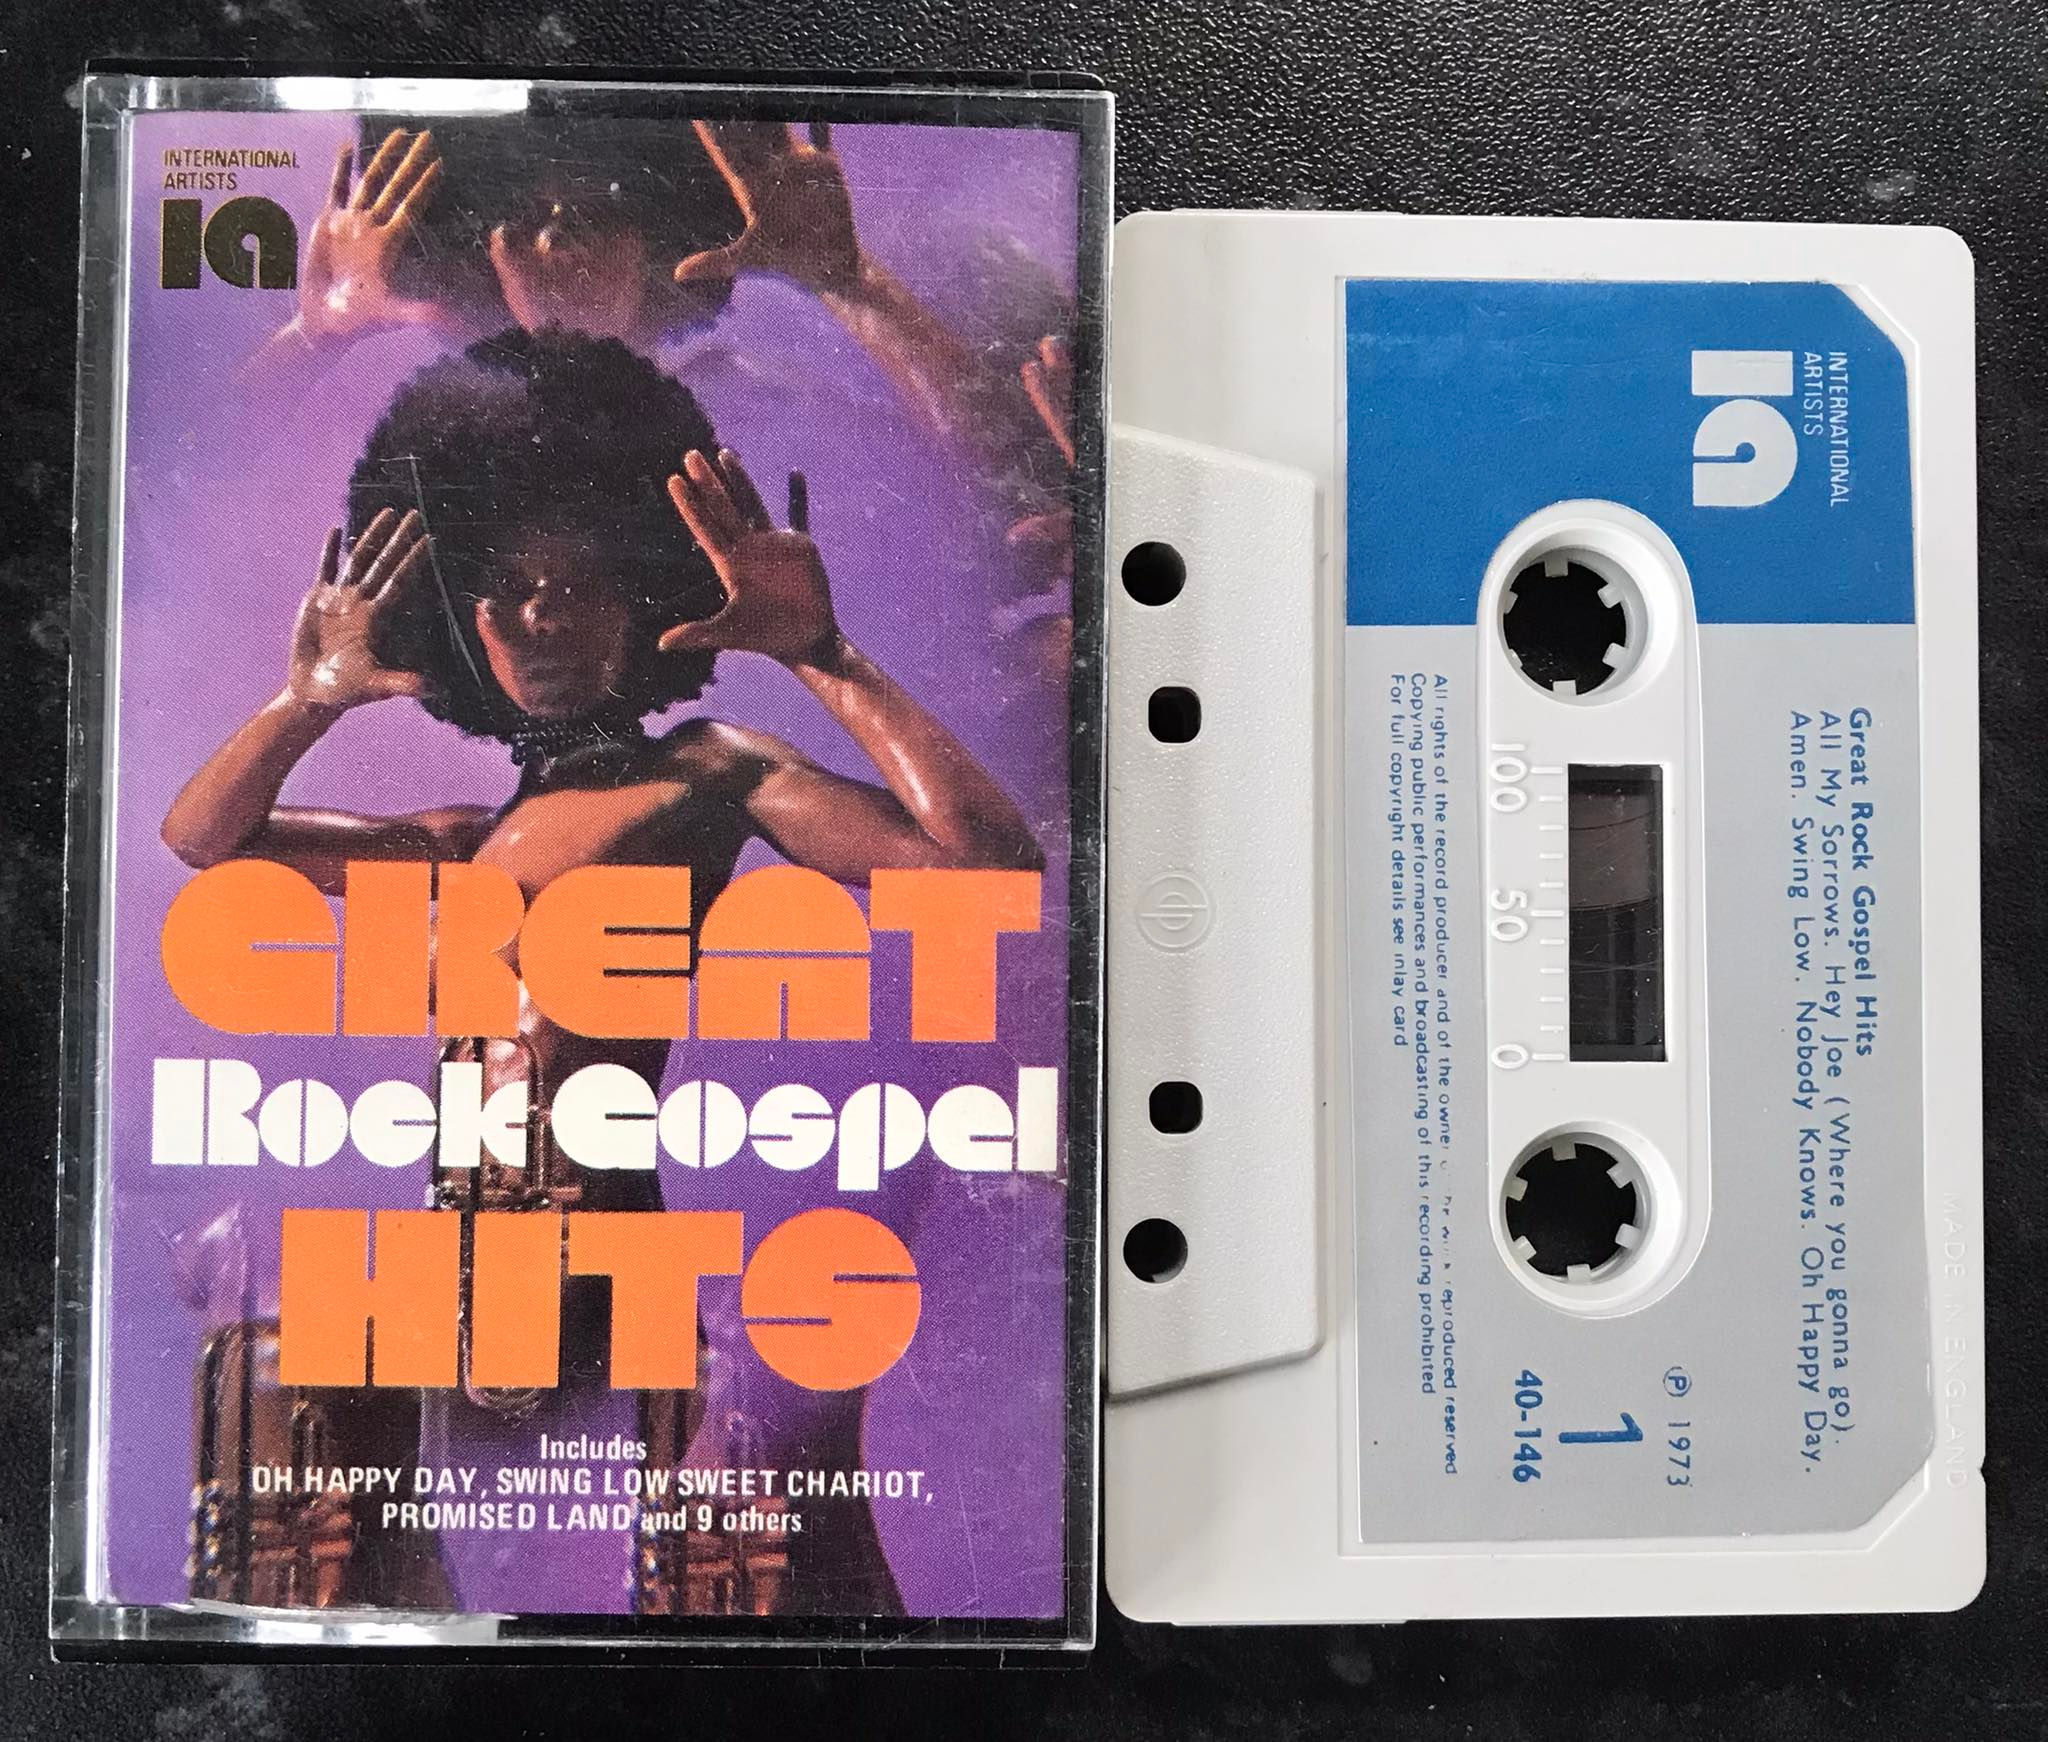 INTERNATIONAL
ARTISTS
IA
GREAT
Rock Gospel
HITS
Includes
OH HAPPY DAY, SWING LOW SWEET CHARIOT,
PROMISED LAND and 9 others
INTERNATIONAL
ARTISTS
IA
Great Rock Gospel Hits
All My Sorrows. Hey Joe (Where you gonna go).
Amen. Swing Low. Nobody Knows. Oh Happy Day.
℗ 1973
1
40-146
100 50 0
All rights of the record producer and of the owner reproduced reserved
Copying public performances and broadcasting of this recording prohibited
For full copyright details see inlay card
MADE IN ENGLAND